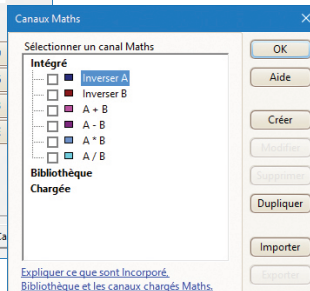 Canaux Maths
Sélectionner un canal Maths
Intégré
Inverser A
Inverser B
A + B
A - B
A * B
A / B
Bibliothèque
Chargée
OK
Aide
Créer
Modifier
Supprimer
Dupliquer
Importer
Exporter
Expliquer ce que sont Incorporé,
Bibliothèque et les canaux chargés Maths.